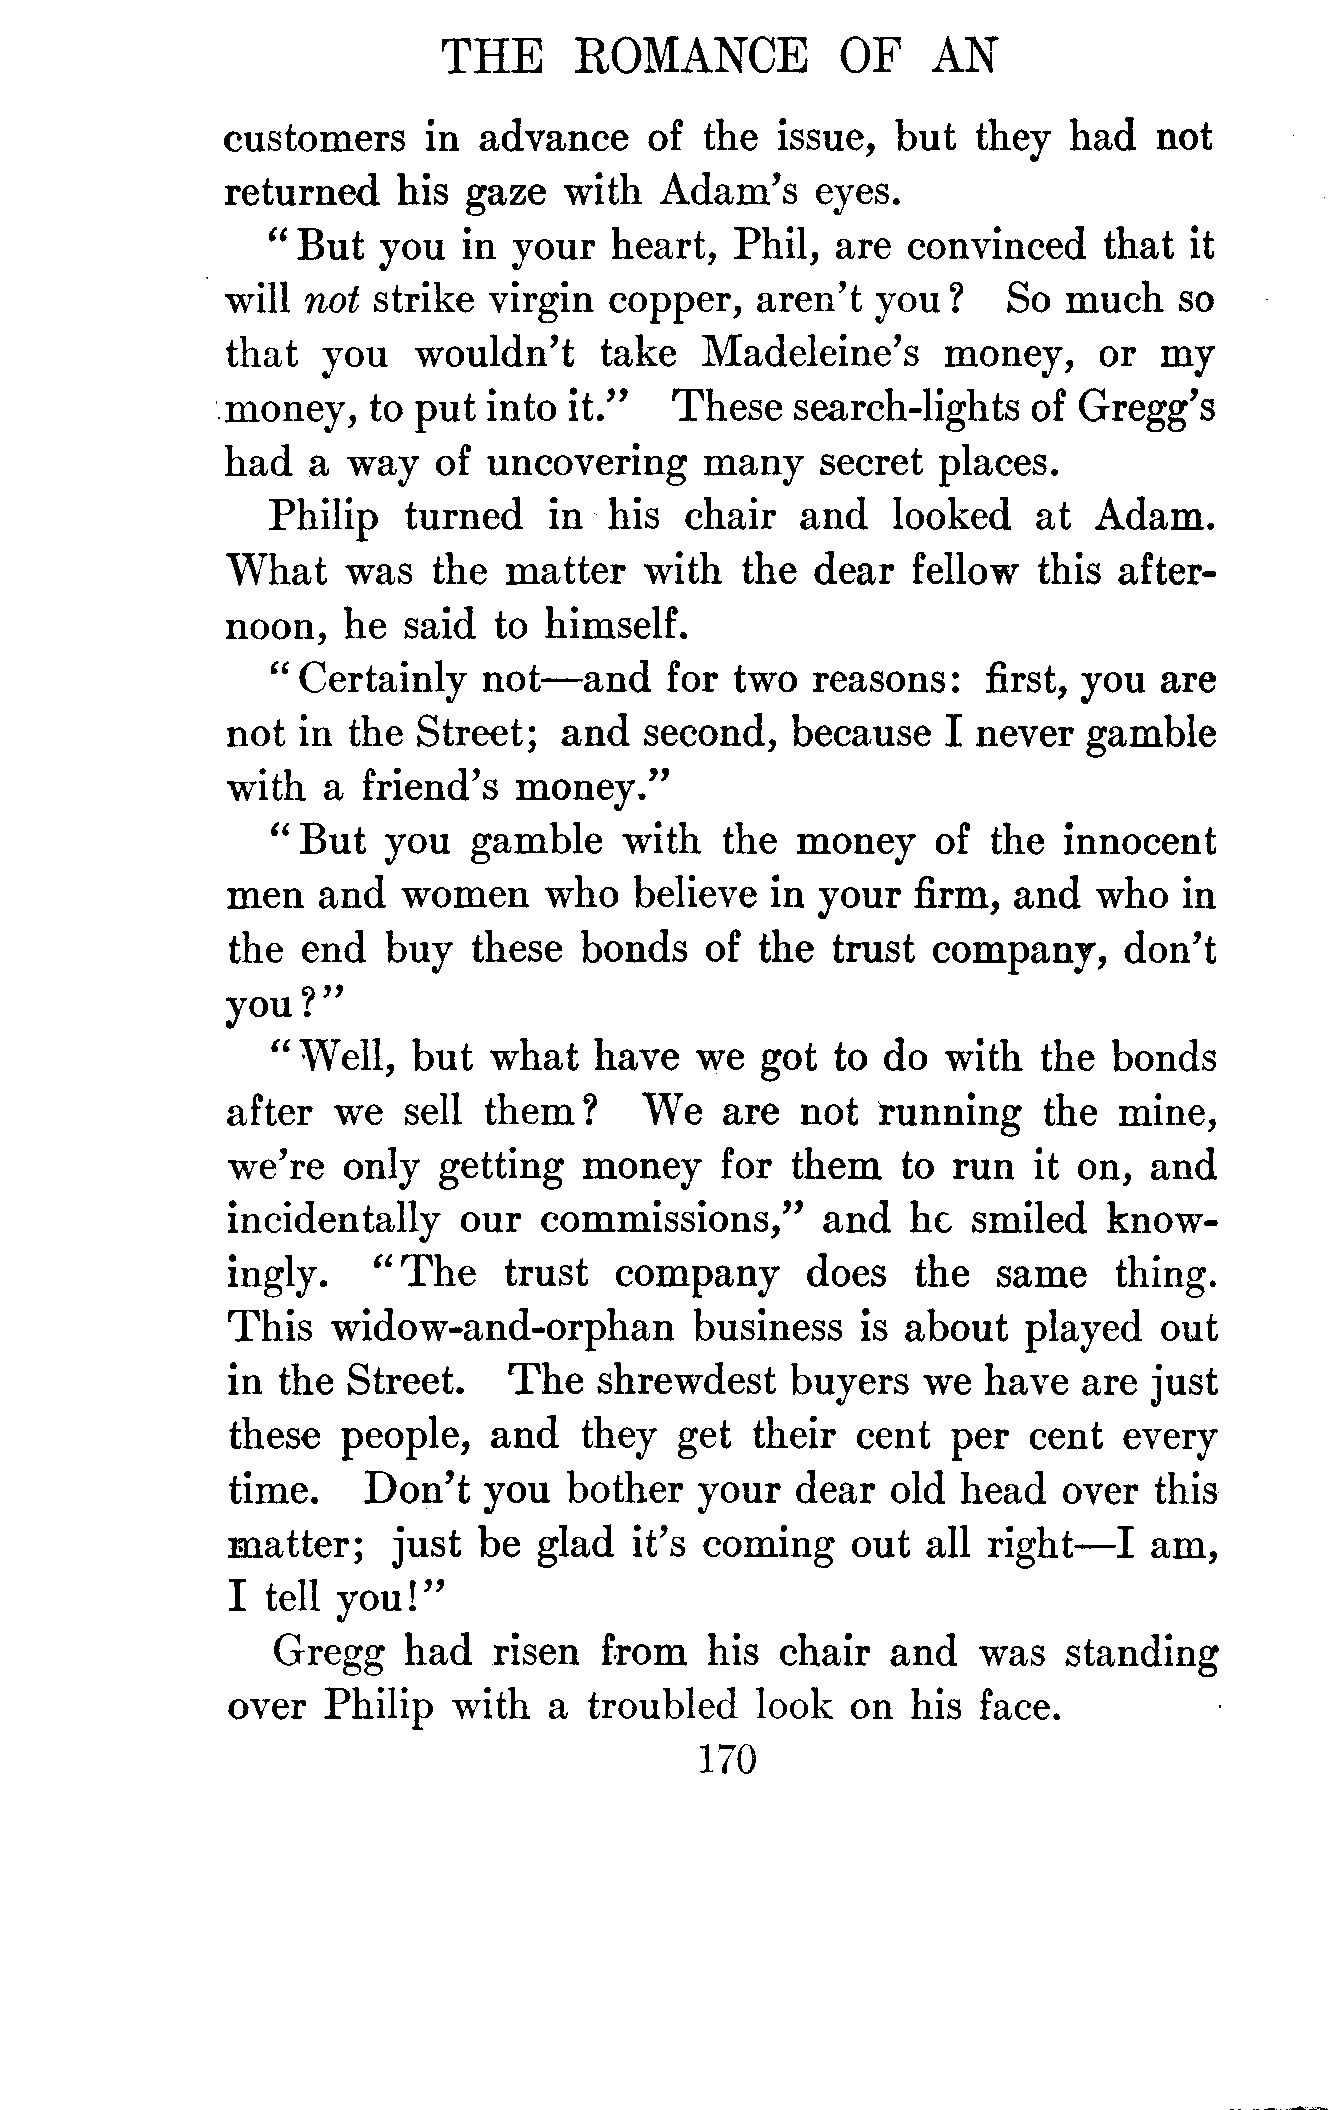 THE ROMANCE OF AN
customers in advance of the issue, but they had not
returned his gaze with Adam's eyes.
"But you in your heart, Phil, are convinced that it
will not strike virgin copper, aren't you? So much so
that you wouldn't take Madeleine's money, or my
money, to put into it." These search-lights of Gregg's
had a way of uncovering many secret places.
Philip turned in his chair and looked at Adam.
What was the matter with the dear fellow this after-
noon, he said to himself.
"Certainly not—and for two reasons: first, you are
not in the Street; and second, because I never gamble
with a friend's money."
"But you gamble with the money of the innocent
men and women who believe in your firm, and who in
the end buy these bonds of the trust company, don't
you?"
"Well, but what have we got to do with the bonds
after we sell them? We are not running the mine,
we're only getting money for them to run it on, and
incidentally our commissions," and he smiled know-
ingly. "The trust company does the same thing.
This widow-and-orphan business is about played out
in the Street. The shrewdest buyers we have are just
these people, and they get their cent per cent every
time. Don't you bother your dear old head over this
matter; just be glad it's coming out all right—I am,
I tell you!"
Gregg had risen from his chair and was standing
over Philip with a troubled look on his face.
170